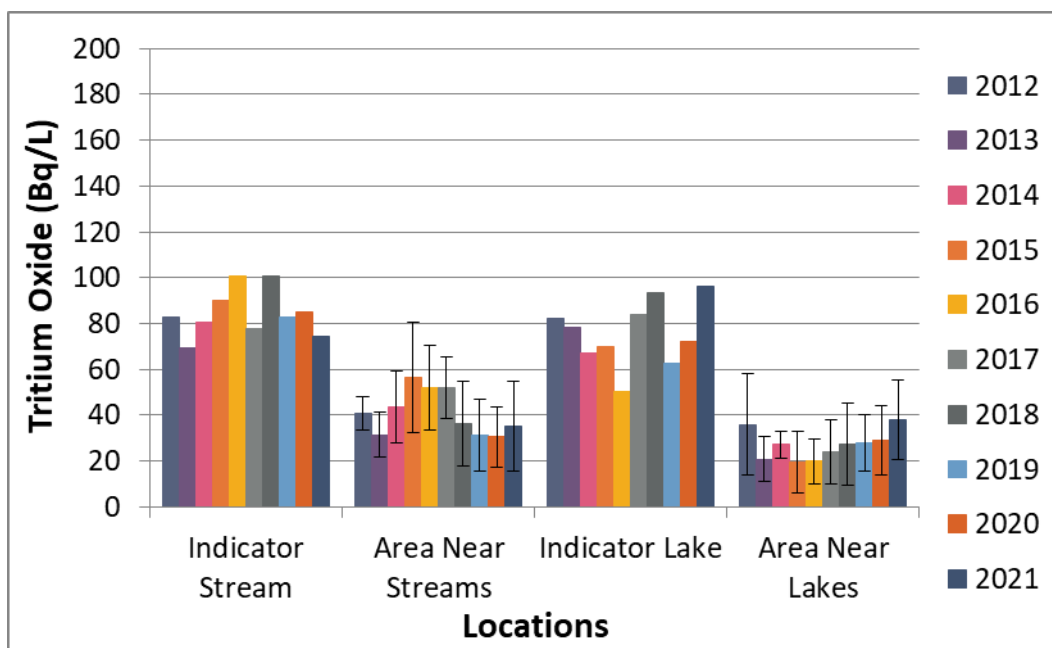 Tritium Oxide (Bq/L)
200
180
160
140
120
100
80
60
40
20
0
Indicator
Stream
Area Near
Streams
Indicator Lake
Area Near
Lakes
Locations
2012
2013
2014
2015
2016
2017
2018
2019
2020
2021